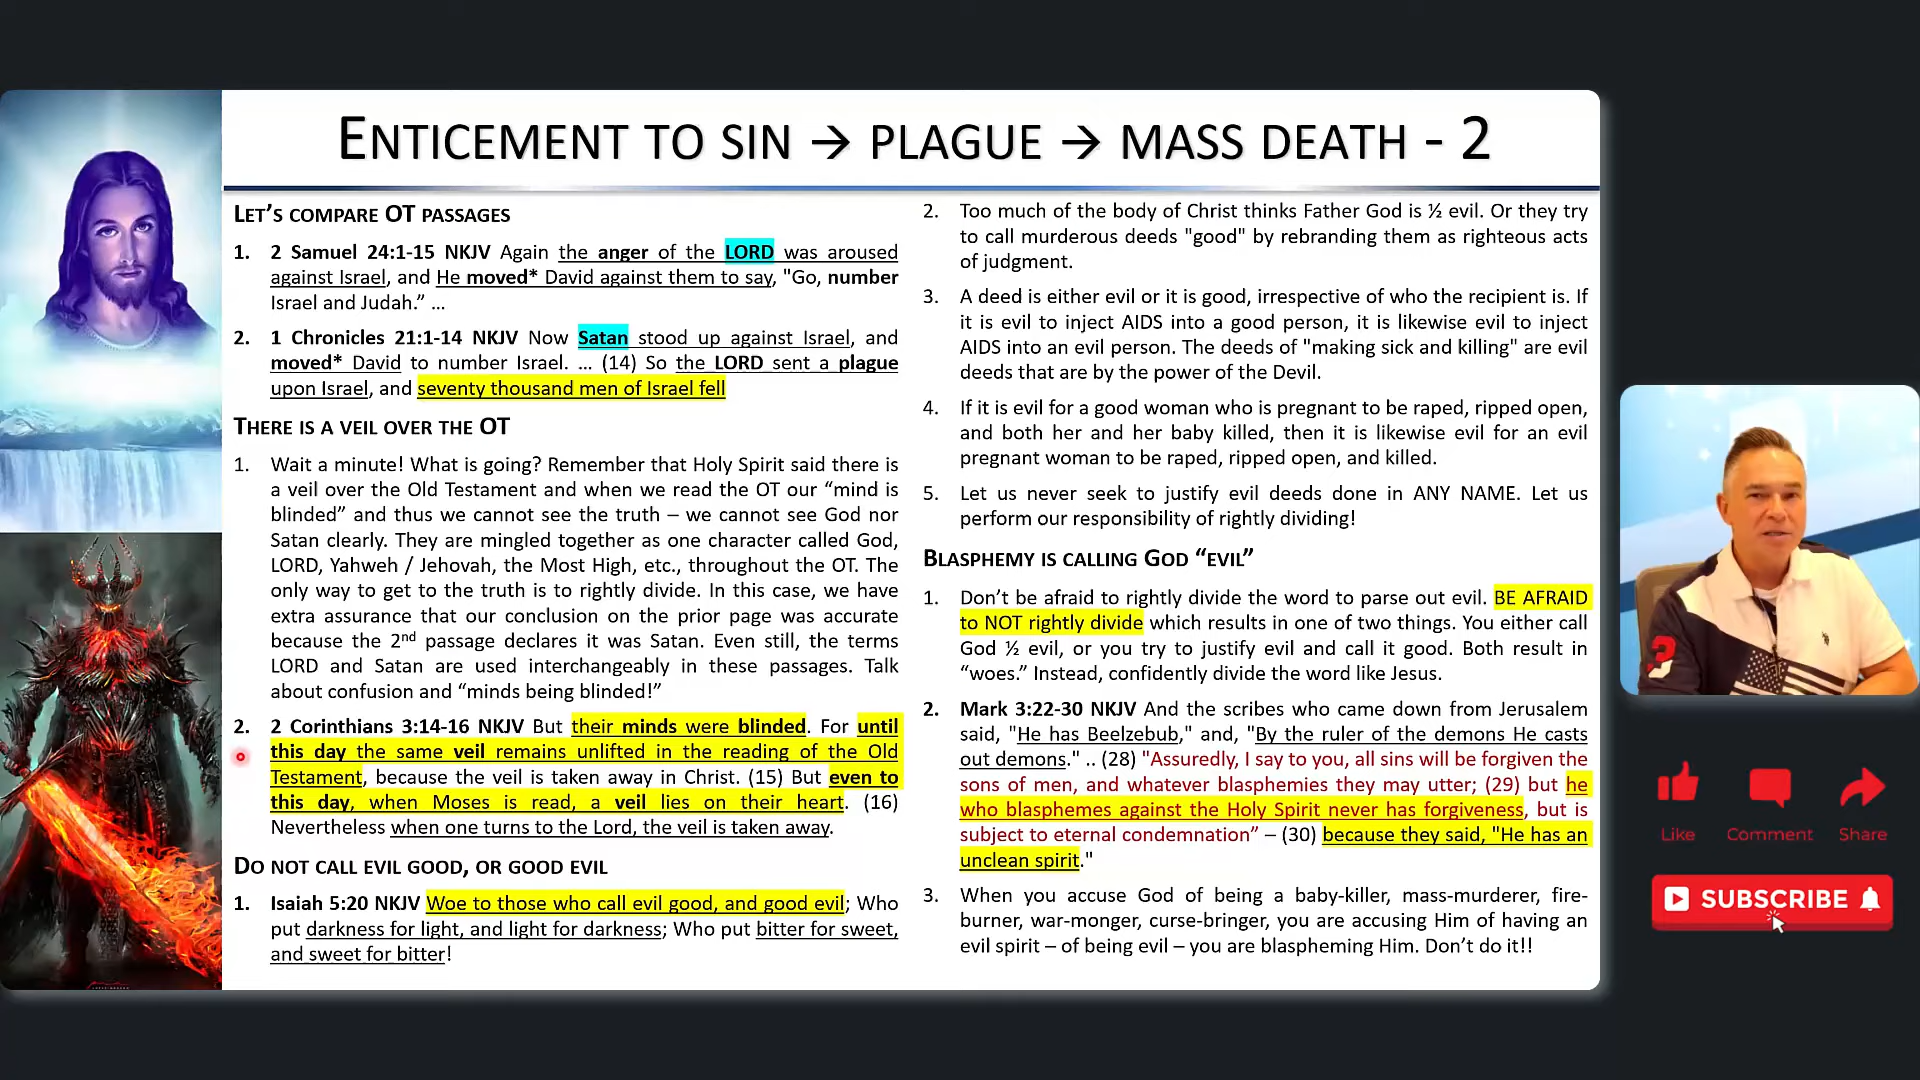 ENTICEMENT TO SIN → PLAGUE → MASS DEATH - 2
LET'S COMPARE OT PASSAGES
1. 2 Samuel 24:1-15 NKJV Again the anger of the LORD was aroused
against Israel, and He moved* David against them to say, "Go, number
Israel and Judah.” ...
2. 1 Chronicles 21:1-14 NKJV Now Satan stood up against Israel, and
moved* David to number Israel. ... (14) So the LORD sent a plague
upon Israel, and seventy thousand men of Israel fell
THERE IS A VEIL OVER THE OT
1. Wait a minute! What is going? Remember that Holy Spirit said there is
a veil over the Old Testament and when we read the OT our “mind is
blinded” and thus we cannot see the truth – we cannot see God nor
Satan clearly. They are mingled together as one character called God,
LORD, Yahweh / Jehovah, the Most High, etc., throughout the OT. The
only way to get to the truth is to rightly divide. In this case, we have
extra assurance that our conclusion on the prior page was accurate
because the 2nd passage declares it was Satan. Even still, the terms
LORD and Satan are used interchangeably in these passages. Talk
about confusion and “minds being blinded!”
2. 2 Corinthians 3:14-16 NKJV But their minds were blinded. For until
this day the same veil remains unlifted in the reading of the Old
Testament, because the veil is taken away in Christ. (15) But even to
this day, when Moses is read, a veil lies on their heart. (16)
Nevertheless when one turns to the Lord, the veil is taken away.
DO NOT CALL EVIL GOOD, OR GOOD EVIL
1. Isaiah 5:20 NKJV Woe to those who call evil good, and good evil; Who
put darkness for light, and light for darkness; Who put bitter for sweet,
and sweet for bitter!
2. Too much of the body of Christ thinks Father God is ½ evil. Or they try
to call murderous deeds "good" by rebranding them as righteous acts
of judgment.
3. A deed is either evil or it is good, irrespective of who the recipient is. If
it is evil to inject AIDS into a good person, it is likewise evil to inject
AIDS into an evil person. The deeds of "making sick and killing" are evil
deeds that are by the power of the Devil.
4. If it is evil for a good woman who is pregnant to be raped, ripped open,
and both her and her baby killed, then it is likewise evil for an evil
pregnant woman to be raped, ripped open, and killed.
5. Let us never seek to justify evil deeds done in ANY NAME. Let us
perform our responsibility of rightly dividing!
BLASPHEMY IS CALLING GOD “EVIL”
1. Don’t be afraid to rightly divide the word to parse out evil. BE AFRAID
to NOT rightly divide which results in one of two things. You either call
God ½ evil, or you try to justify evil and call it good. Both result in
“woes.” Instead, confidently divide the word like Jesus.
2. Mark 3:22-30 NKJV And the scribes who came down from Jerusalem
said, "He has Beelzebub," and, "By the ruler of the demons He casts
out demons." .. (28) "Assuredly, I say to you, all sins will be forgiven the
sons of men, and whatever blasphemies they may utter; (29) but he
who blasphemes against the Holy Spirit never has forgiveness, but is
subject to eternal condemnation” – (30) because they said, "He has an
unclean spirit."
3. When you accuse God of being a baby-killer, mass-murderer, fire-
burner, war-monger, curse-bringer, you are accusing Him of having an
evil spirit – of being evil – you are blaspheming Him. Don’t do it!!
3
Like Comment Share
SUBSCRIBE